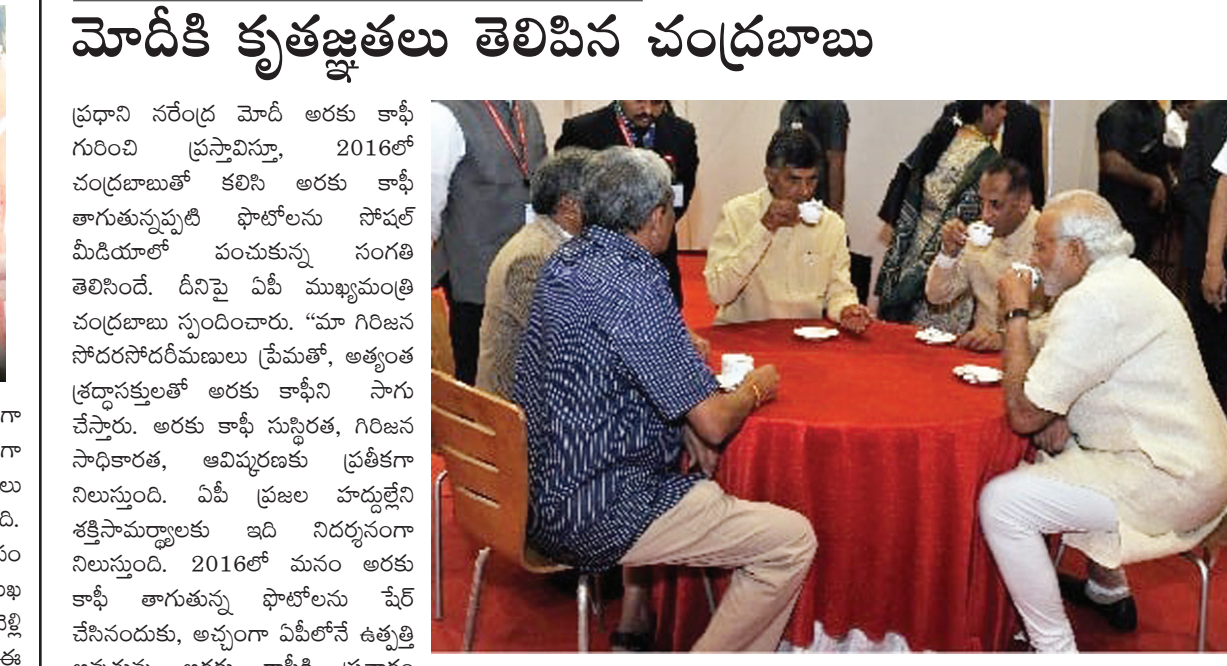 మోదీకి కృతజ్ఞతలు తెలిపిన చంద్రబాబు
ప్రధాని నరేంద్ర మోదీ అరకు కాఫీ
గురించి ప్రస్తావిస్తూ, 2016లో
చంద్రబాబుతో కలిసి అరకు కాఫీ
తాగుతున్నప్పటి ఫొటోలను సోషల్
మీడియాలో పంచుకున్న సంగతి
తెలిసిందే. దీనిపై ఏపీ ముఖ్యమంత్రి
చంద్రబాబు స్పందించారు. “మా గిరిజన
సోదరసోదరీమణులు ప్రేమతో, అత్యంత
శ్రద్ధాసక్తులతో అరకు కాఫీని సాగు
చేస్తారు. అరకు కాఫీ సుస్థిరత, గిరిజన
సాధికారత, ఆవిష్కరణకు ప్రతీకగా
నిలుస్తుంది. ఏపీ ప్రజల హద్దుల్లేని
శక్తిసామర్థ్యాలకు ఇది నిదర్శనంగా
నిలుస్తుంది. 2016లో మనం అరకు
కాఫీ తాగుతున్న ఫొటోలను షేర్
చేసినందుకు, అచ్చంగా ఏపీలోనే ఉత్పత్తి
గా
గా
లు
ది.
ఈ